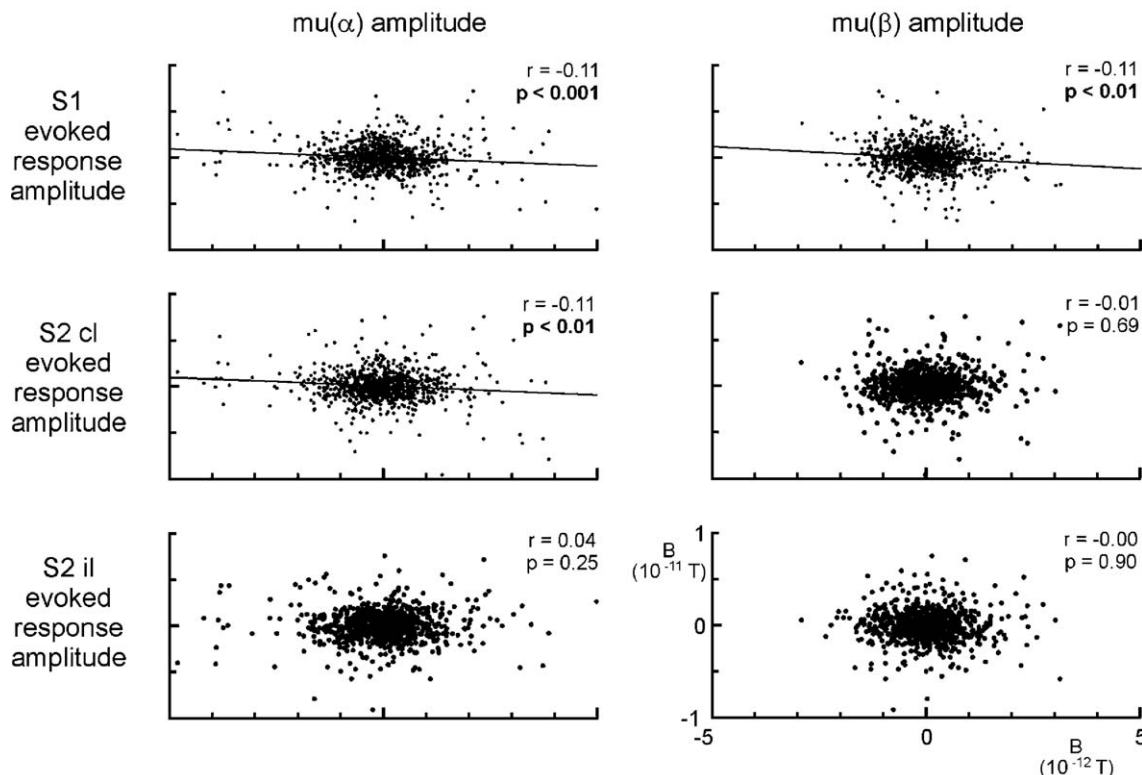 mu(α) amplitude
mu(β) amplitude
S1
evoked
response
amplitude
r = -0.11
p < 0.001
r = -0.11
p < 0.01
S2 cl
evoked
response
amplitude
r = -0.11
p < 0.01
r = -0.01
p = 0.69
S2 il
evoked
response
amplitude
r = 0.04
p = 0.25
B
(10⁻¹¹ T)
1
0
-1
r = -0.00
p = 0.90
-5
0
5
B
(10⁻¹² T)